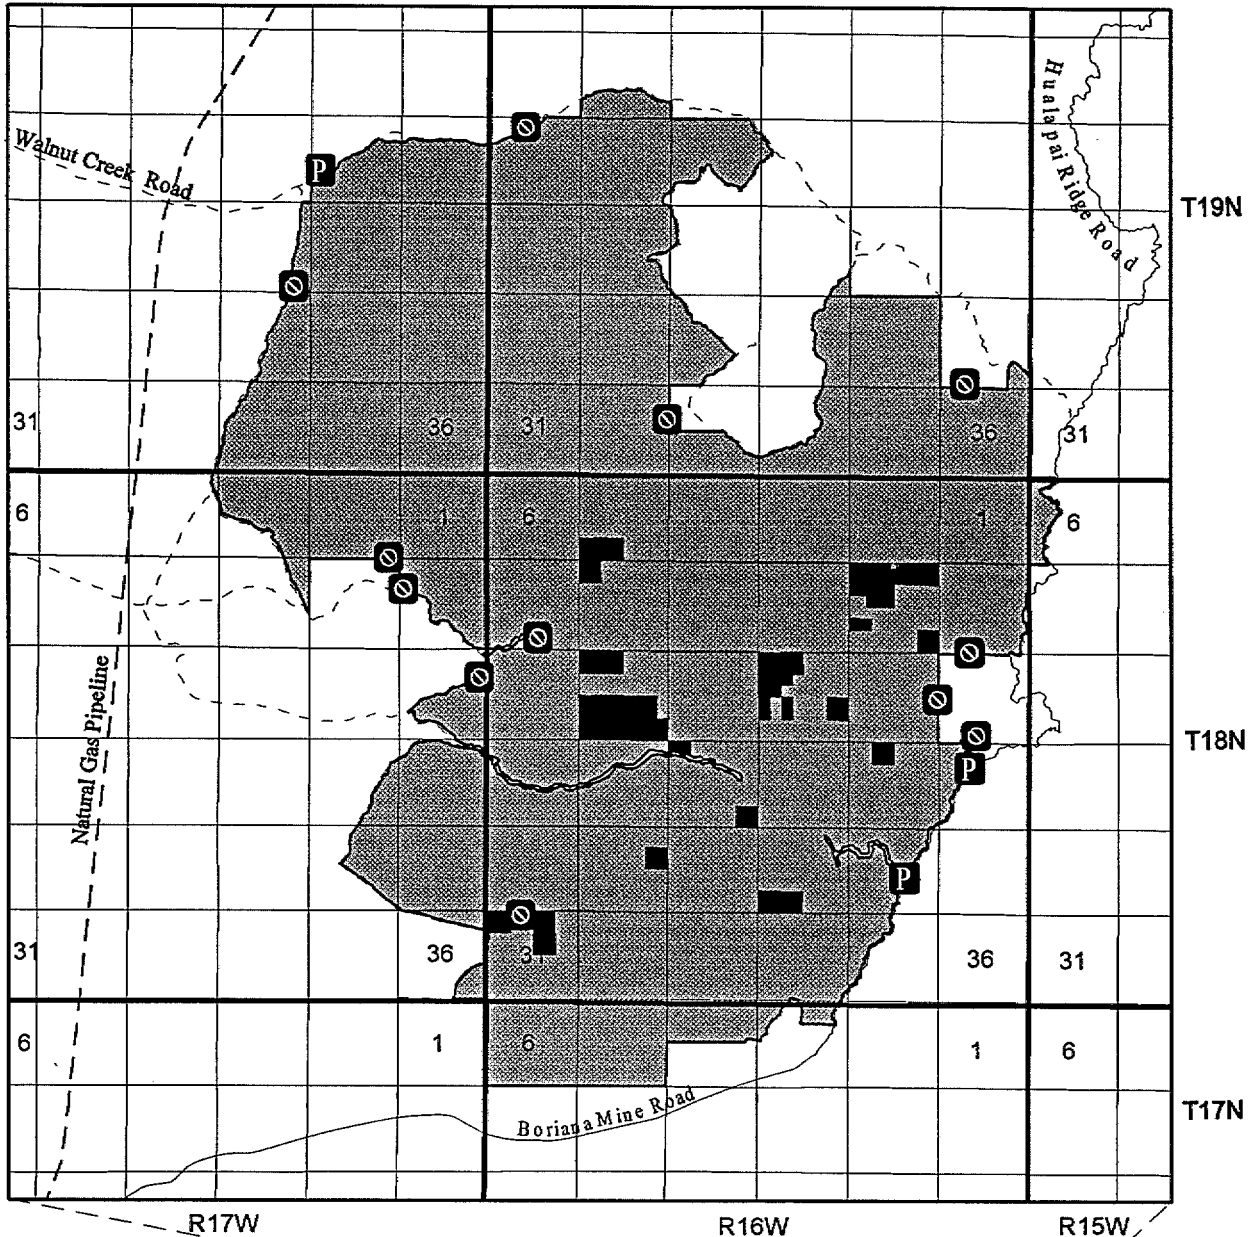 Hualapai Ridge Road
Walnut Creek Road
P
T19N
31 36 31 36 31
6 1 6 1 6
Natural Gas Pipeline
T18N
P
P
31 36 31 36 31
6 1 6 1 6
Boriana Mine Road
T17N
R17W R16W R15W